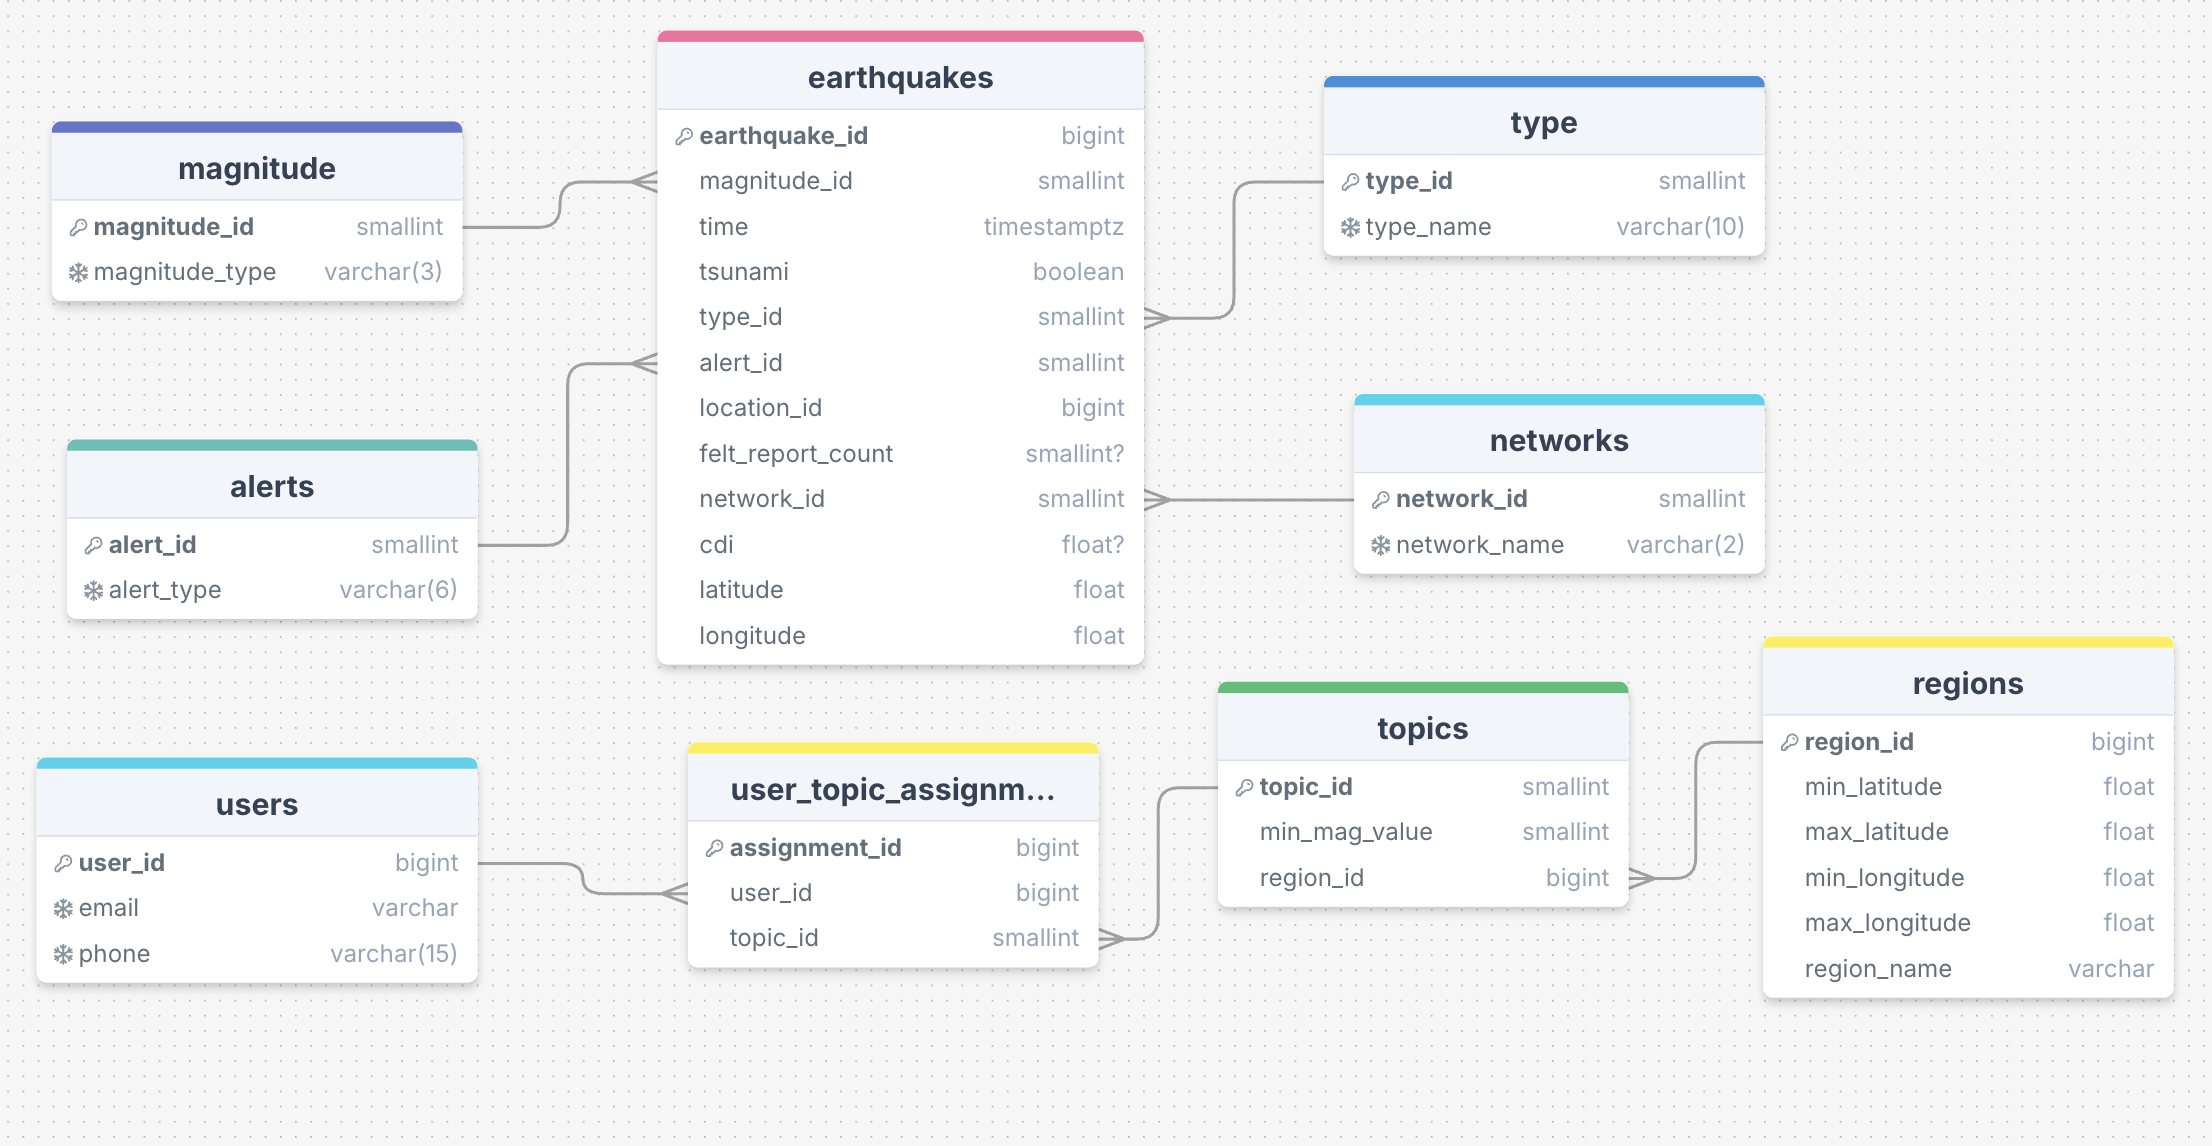 magnitude
magnitude_id smallint
magnitude_type varchar(3)
earthquakes
earthquake_id bigint
magnitude_id smallint
time timestamptz
tsunami boolean
type_id smallint
alert_id smallint
location_id bigint
felt_report_count smallint?
network_id smallint
cdi float?
latitude float
longitude float
type
type_id smallint
type_name varchar(10)
alerts
alert_id smallint
alert_type varchar(6)
networks
network_id smallint
network_name varchar(2)
users
user_id bigint
email varchar
phone varchar(15)
user_topic_assignm...
assignment_id bigint
user_id bigint
topic_id smallint
topics
topic_id smallint
min_mag_value smallint
region_id bigint
regions
region_id bigint
min_latitude float
max_latitude float
min_longitude float
max_longitude float
region_name varchar